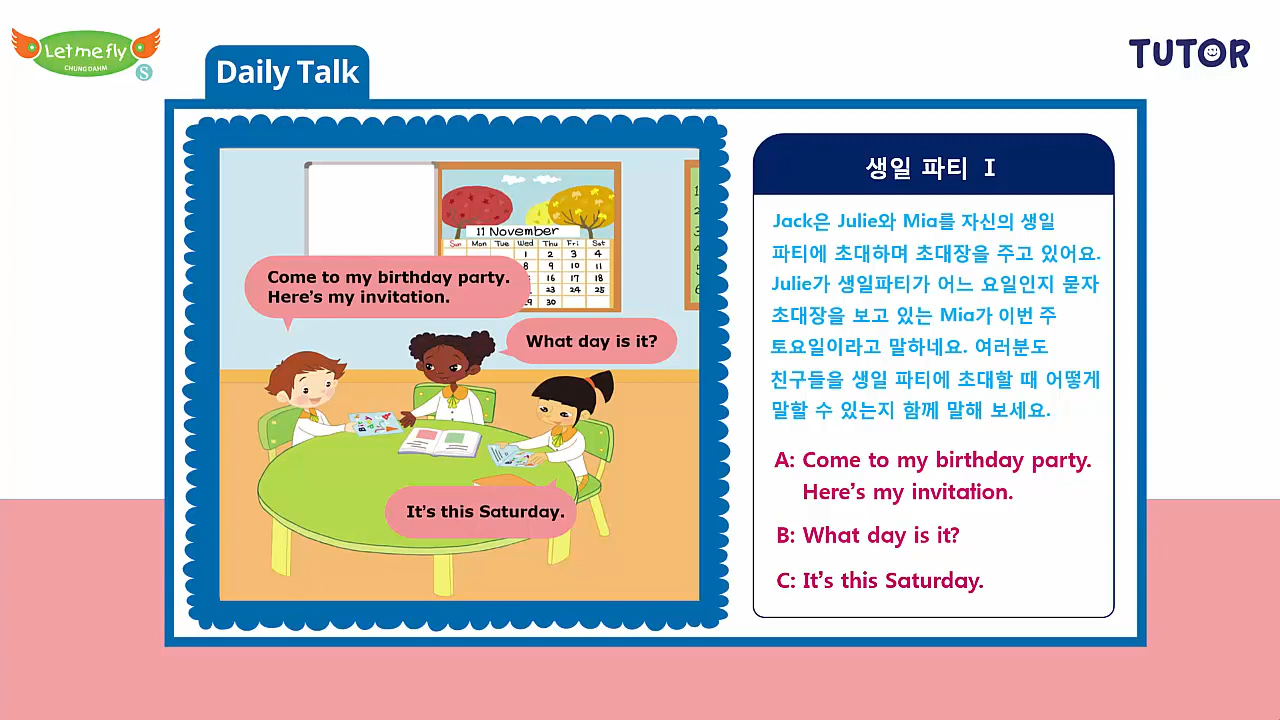 Let me fly
CHUNG DAHM
S
TUTOR
Daily Talk
11 November
Sun Mon Tue Wed Thu Fri Sat
1 2 3 4
8 9 10 11
16 17 18
23 24 25
30
Come to my birthday party.
Here's my invitation.
What day is it?
It's this Saturday.
생일 파티 I
Jack은 Julie와 Mia를 자신의 생일
파티에 초대하며 초대장을 주고 있어요.
Julie가 생일파티가 어느 요일인지 묻자
초대장을 보고 있는 Mia가 이번 주
토요일이라고 말하네요. 여러분도
친구들을 생일 파티에 초대할 때 어떻게
말할 수 있는지 함께 말해 보세요.
A: Come to my birthday party.
Here's my invitation.
B: What day is it?
C: It's this Saturday.